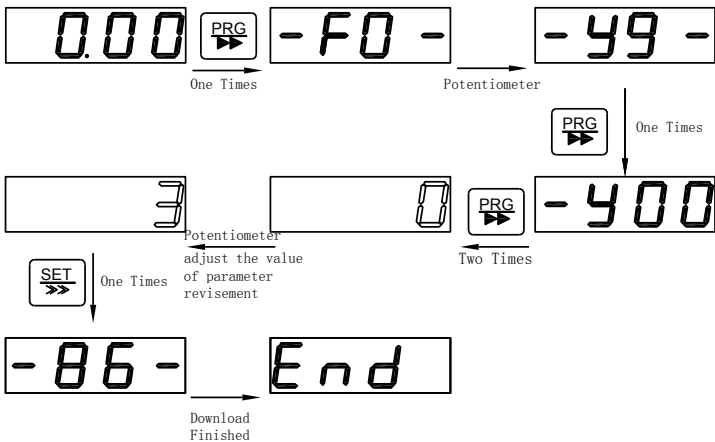 0.00
PRG
One Times
- F0 -
Potentiometer
- y9 -
PRG
One Times
- y00
PRG
Two Times
0
Potentiometer
adjust the value
of parameter
revisement
3
SET
One Times
- 86 -
Download
Finished
End